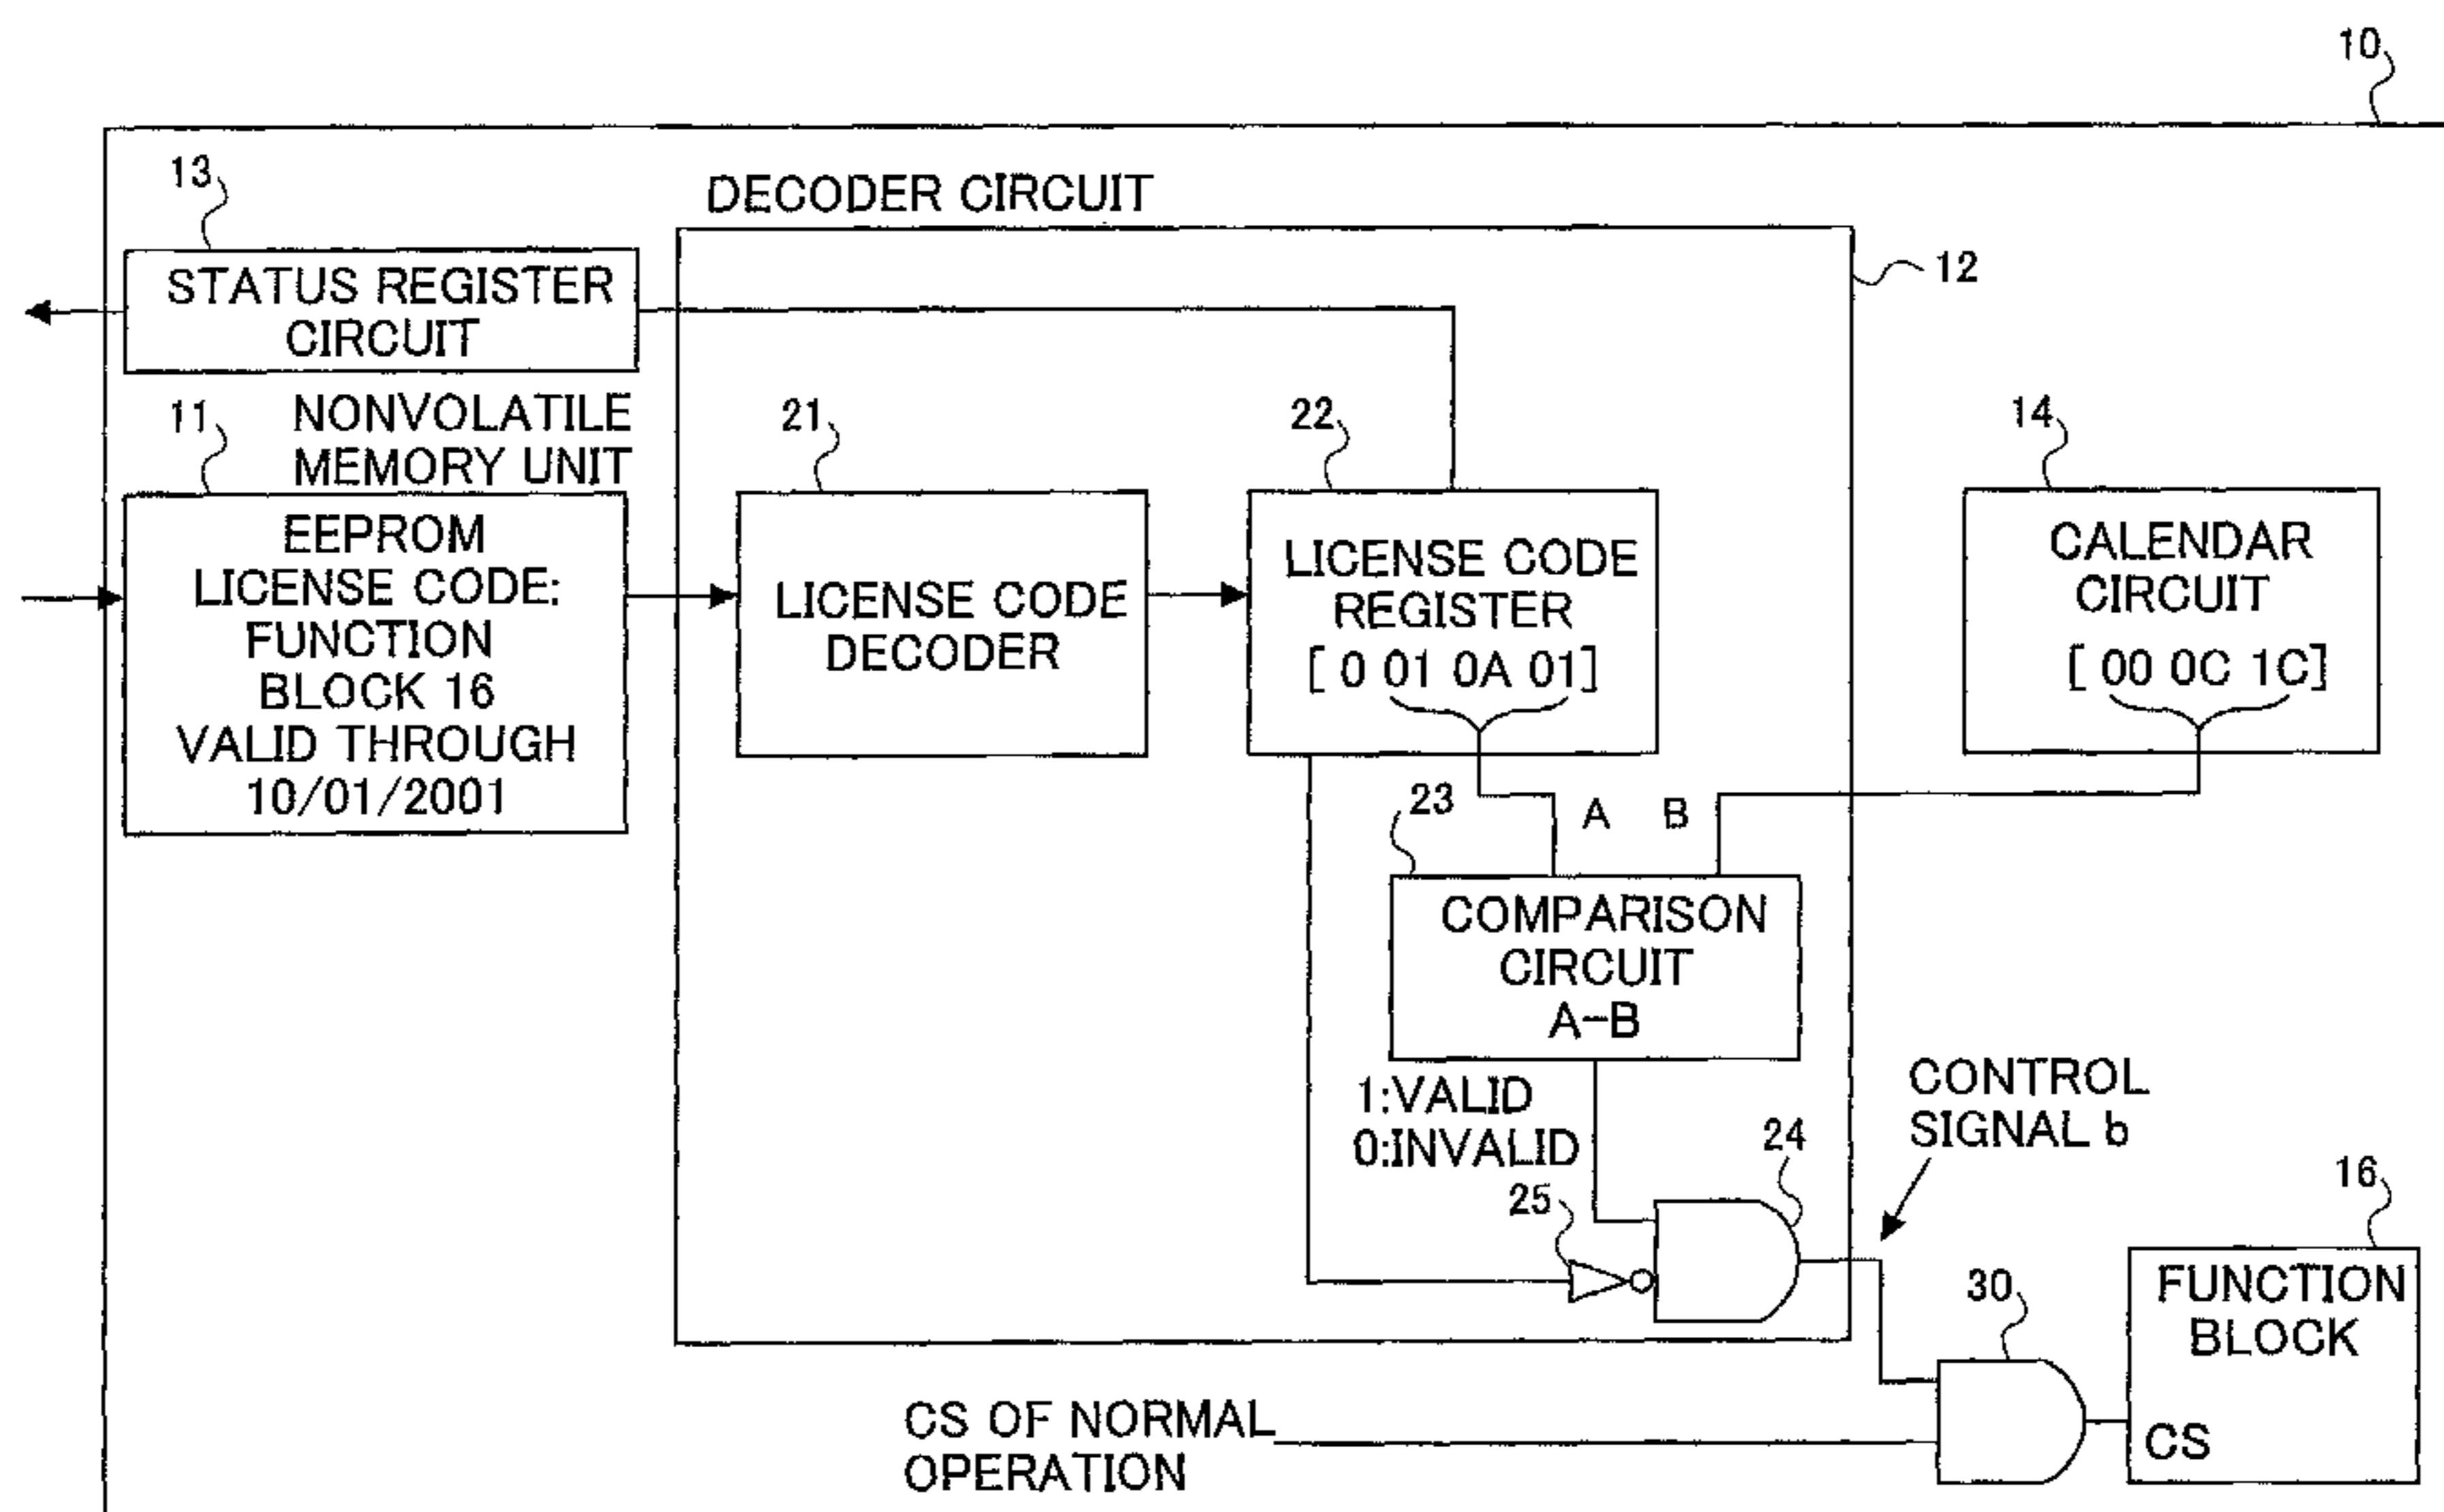 10
13
DECODER CIRCUIT
STATUS REGISTER
CIRCUIT
12
11
NONVOLATILE
MEMORY UNIT
21
22
14
EEPROM
LICENSE CODE:
FUNCTION
BLOCK 16
VALID THROUGH
10/01/2001
LICENSE CODE
DECODER
LICENSE CODE
REGISTER
[ 0 01 0A 01]
CALENDAR
CIRCUIT
[ 00 0C 1C]
23
A
B
COMPARISON
CIRCUIT
A-B
1:VALID
0:INVALID
CONTROL
SIGNAL b
24
25
16
30
FUNCTION
BLOCK
CS
CS OF NORMAL
OPERATION